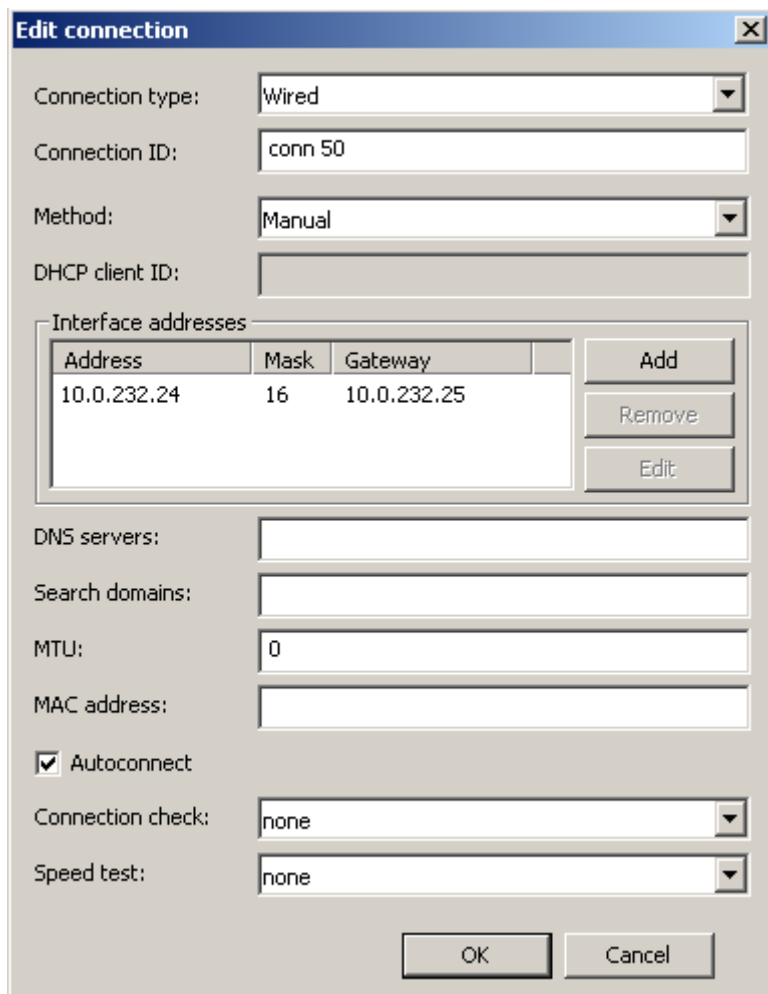 Edit connection
Connection type: Wired
Connection ID: conn 50
Method: Manual
DHCP client ID:
Interface addresses
Address Mask Gateway
10.0.232.24 16 10.0.232.25
Add
Remove
Edit
DNS servers:
Search domains:
MTU: 0
MAC address:
Autoconnect
Connection check: none
Speed test: none
OK Cancel